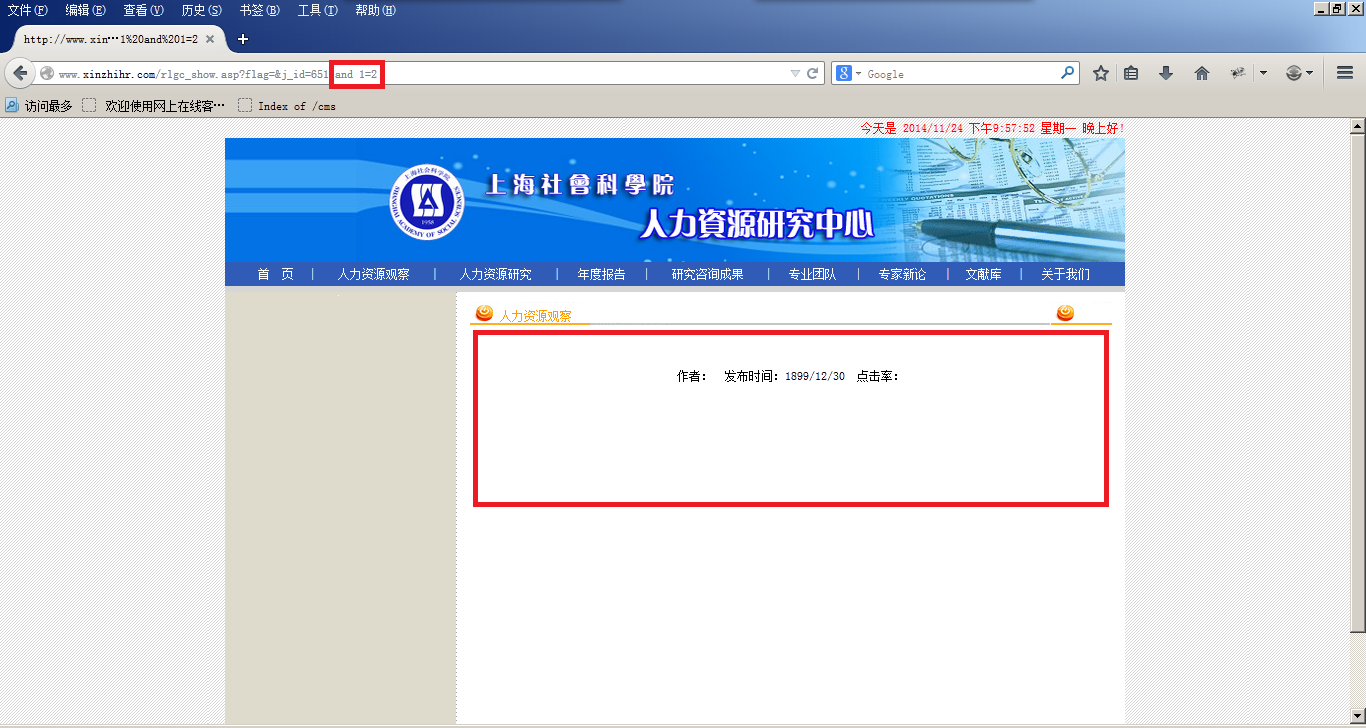 文件(F) 编辑(E) 查看(V) 历史(S) 书签(B) 工具(T) 帮助(H)
http://www.xin…1%20and%201=2
www.xinzhihr.com/rlgc_show.asp?flag=&j_id=651 and 1=2
Google
访问最多 欢迎使用网上在线客… Index of /cms
今天是 2014/11/24 下午9:57:52 星期一 晚上好!
上海社會科學院
人力資源研究中心
首 页 | 人力资源观察 | 人力资源研究 | 年度报告 | 研究咨询成果 | 专业团队 | 专家新论 | 文献库 | 关于我们
人力资源观察
作者: 发布时间: 1899/12/30 点击率: